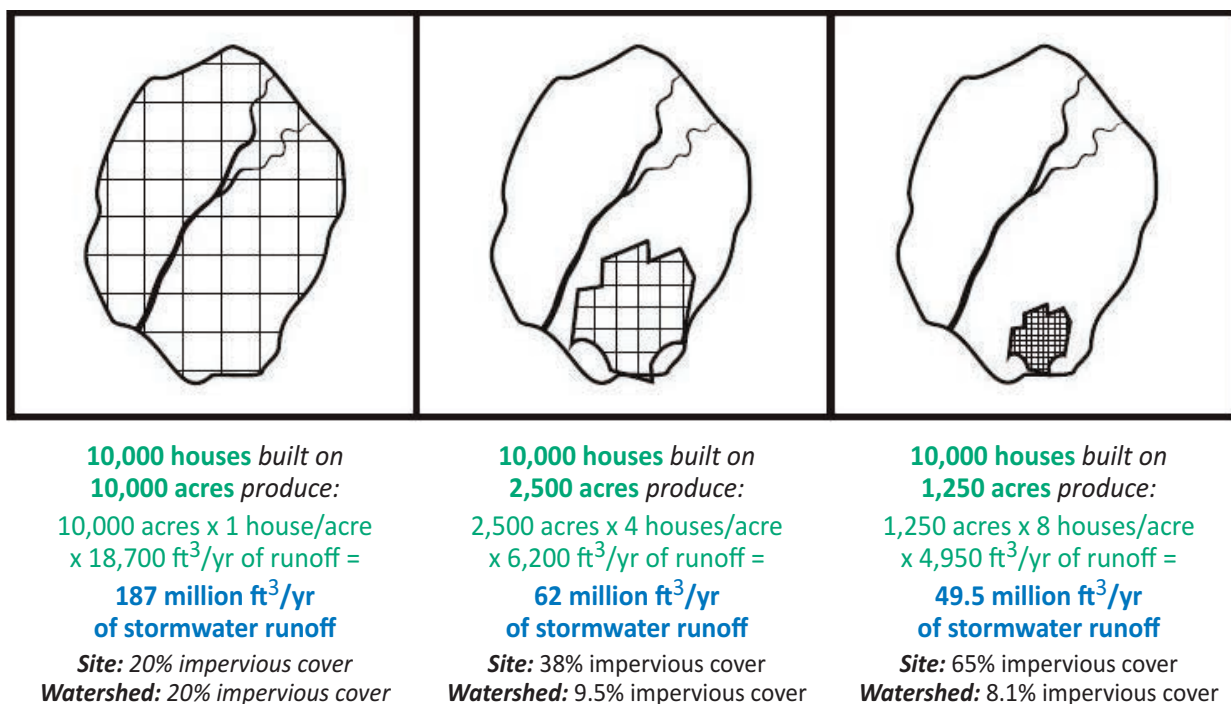 10,000 houses built on
10,000 acres produce:
10,000 acres x 1 house/acre
x 18,700 ft³/yr of runoff =
187 million ft³/yr
of stormwater runoff
Site: 20% impervious cover
Watershed: 20% impervious cover
10,000 houses built on
2,500 acres produce:
2,500 acres x 4 houses/acre
x 6,200 ft³/yr of runoff =
62 million ft³/yr
of stormwater runoff
Site: 38% impervious cover
Watershed: 9.5% impervious cover
10,000 houses built on
1,250 acres produce:
1,250 acres x 8 houses/acre
x 4,950 ft³/yr of runoff =
49.5 million ft³/yr
of stormwater runoff
Site: 65% impervious cover
Watershed: 8.1% impervious cover